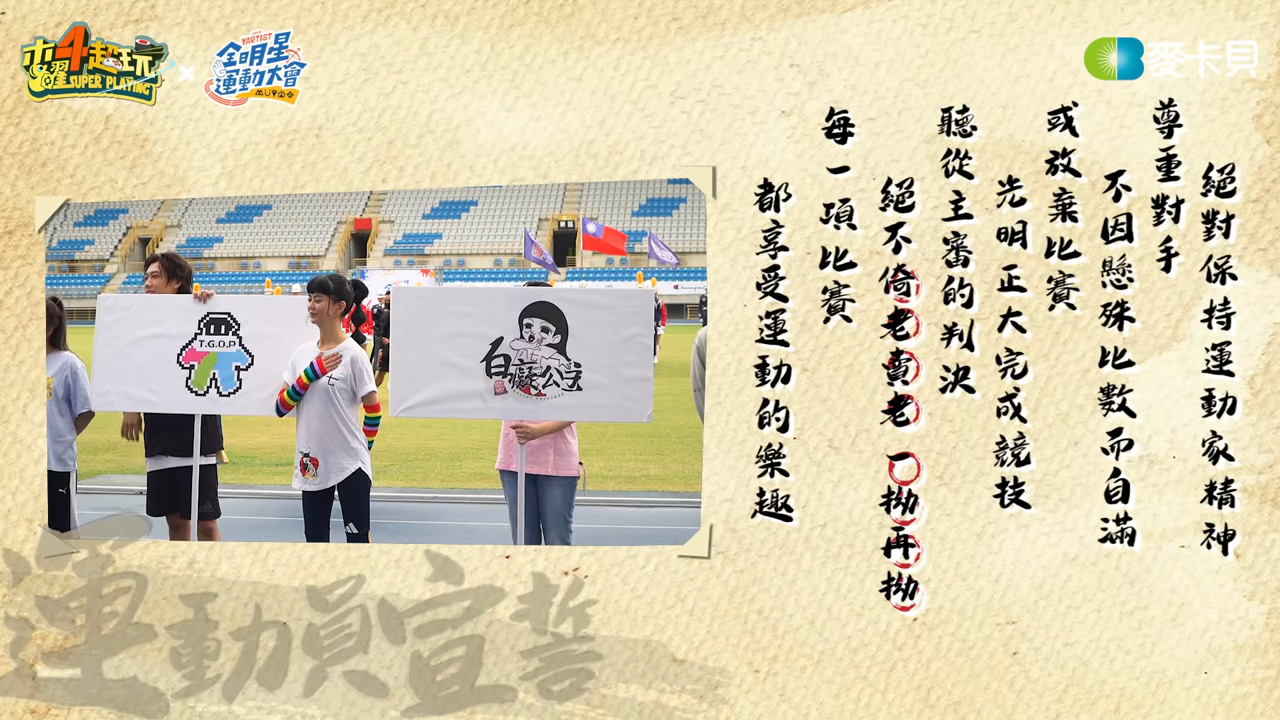 木曜4超玩
SUPER PLAYING
×
YARTIST
全明星
運動大會
麥卡貝
絕對保持運動家精神
尊重對手
不因懸殊比數而自滿
或放棄比賽
光明正大完成競技
聽從主審的判決
絕不倚老賣老 一拗再拗
每一項比賽
都享受運動的樂趣
T.G.O.P
八七
白癡公主
運動員宣誓